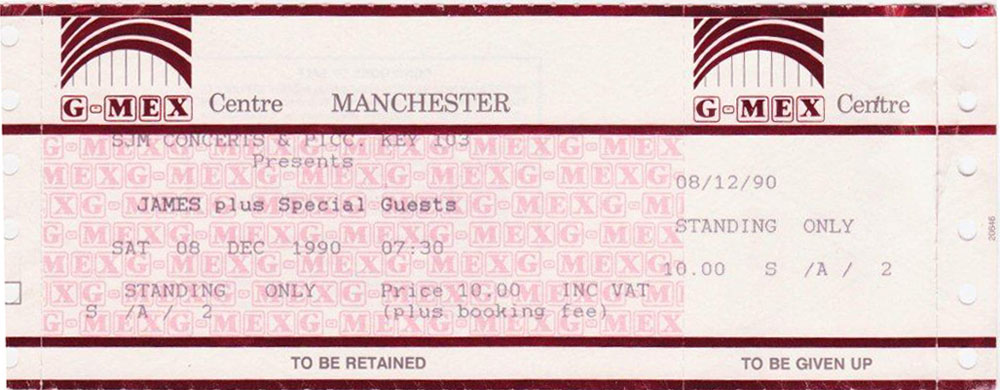 G-MEX Centre MANCHESTER
SJM CONCERTS & PICC. KEY 103
Presents
JAMES plus Special Guests
SAT 08 DEC 1990 07:30
STANDING ONLY Price 10.00 INC VAT
S /A / 2 (plus booking fee)
TO BE RETAINED
G-MEX Centre
08/12/90
STANDING ONLY
10.00 S /A / 2
TO BE GIVEN UP
20846